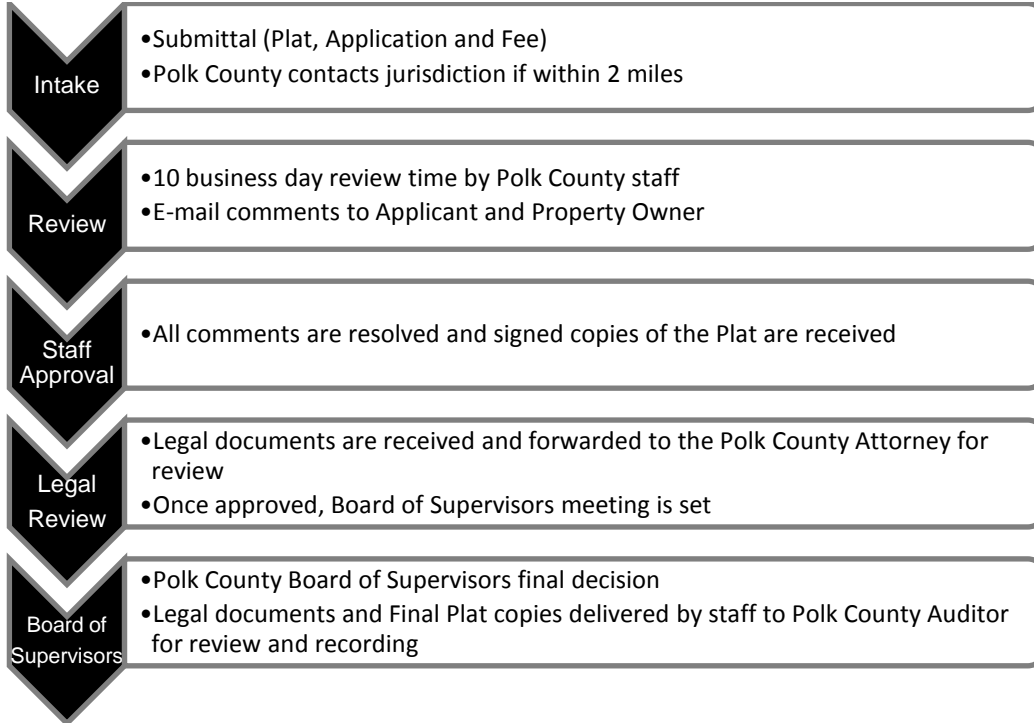 Intake
•Submittal (Plat, Application and Fee)
•Polk County contacts jurisdiction if within 2 miles
Review
•10 business day review time by Polk County staff
•E-mail comments to Applicant and Property Owner
Staff
Approval
•All comments are resolved and signed copies of the Plat are received
Legal
Review
•Legal documents are received and forwarded to the Polk County Attorney for
review
•Once approved, Board of Supervisors meeting is set
Board of
Supervisors
•Polk County Board of Supervisors final decision
•Legal documents and Final Plat copies delivered by staff to Polk County Auditor
for review and recording